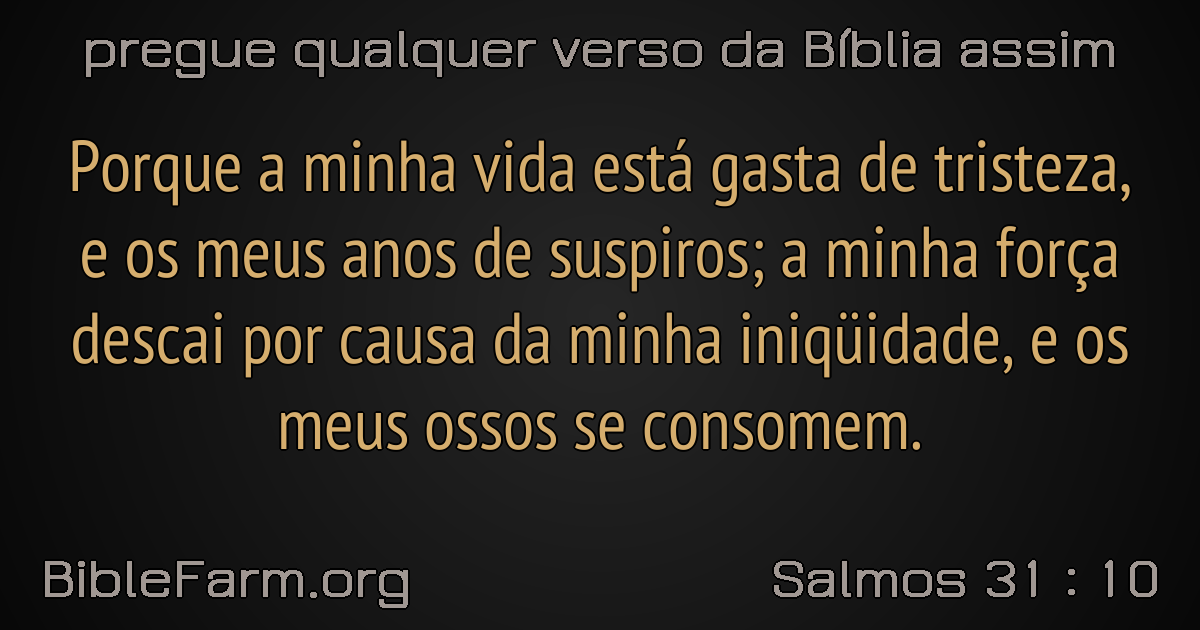 pregue qualquer verso da Bíblia assim
Porque a minha vida está gasta de tristeza,
e os meus anos de suspiros; a minha força
descai por causa da minha iniqüidade, e os
meus ossos se consomem.
BibleFarm.org
Salmos 31 : 10